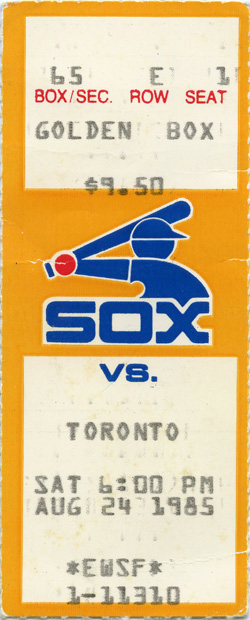 65 E 1
BOX/SEC. ROW SEAT
GOLDEN BOX
$9.50
SOX
VS.
TORONTO
SAT 6:00 PM
AUG 24 1985
*EWSF*
1-11310